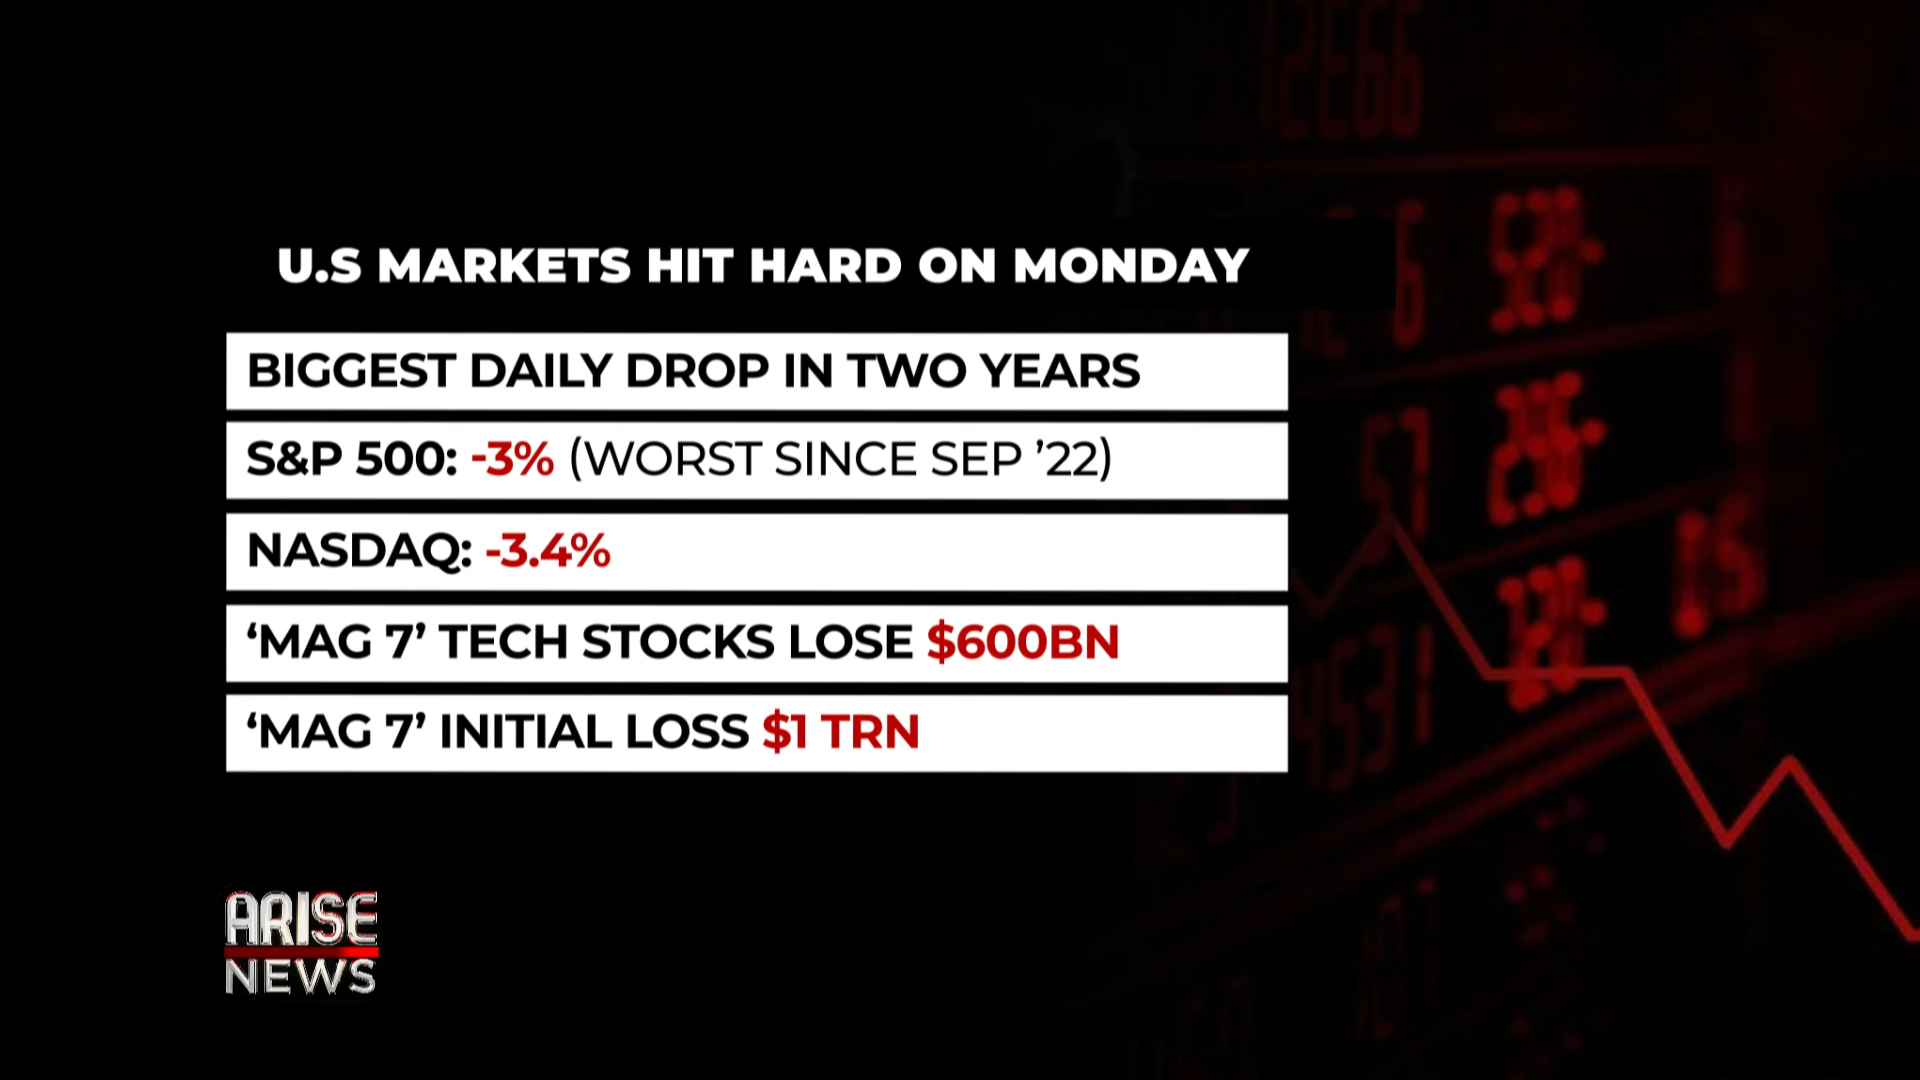 U.S MARKETS HIT HARD ON MONDAY
BIGGEST DAILY DROP IN TWO YEARS
S&P 500: -3% (WORST SINCE SEP ’22)
NASDAQ: -3.4%
‘MAG 7’ TECH STOCKS LOSE $600BN
‘MAG 7’ INITIAL LOSS $1 TRN
ARISE
NEWS